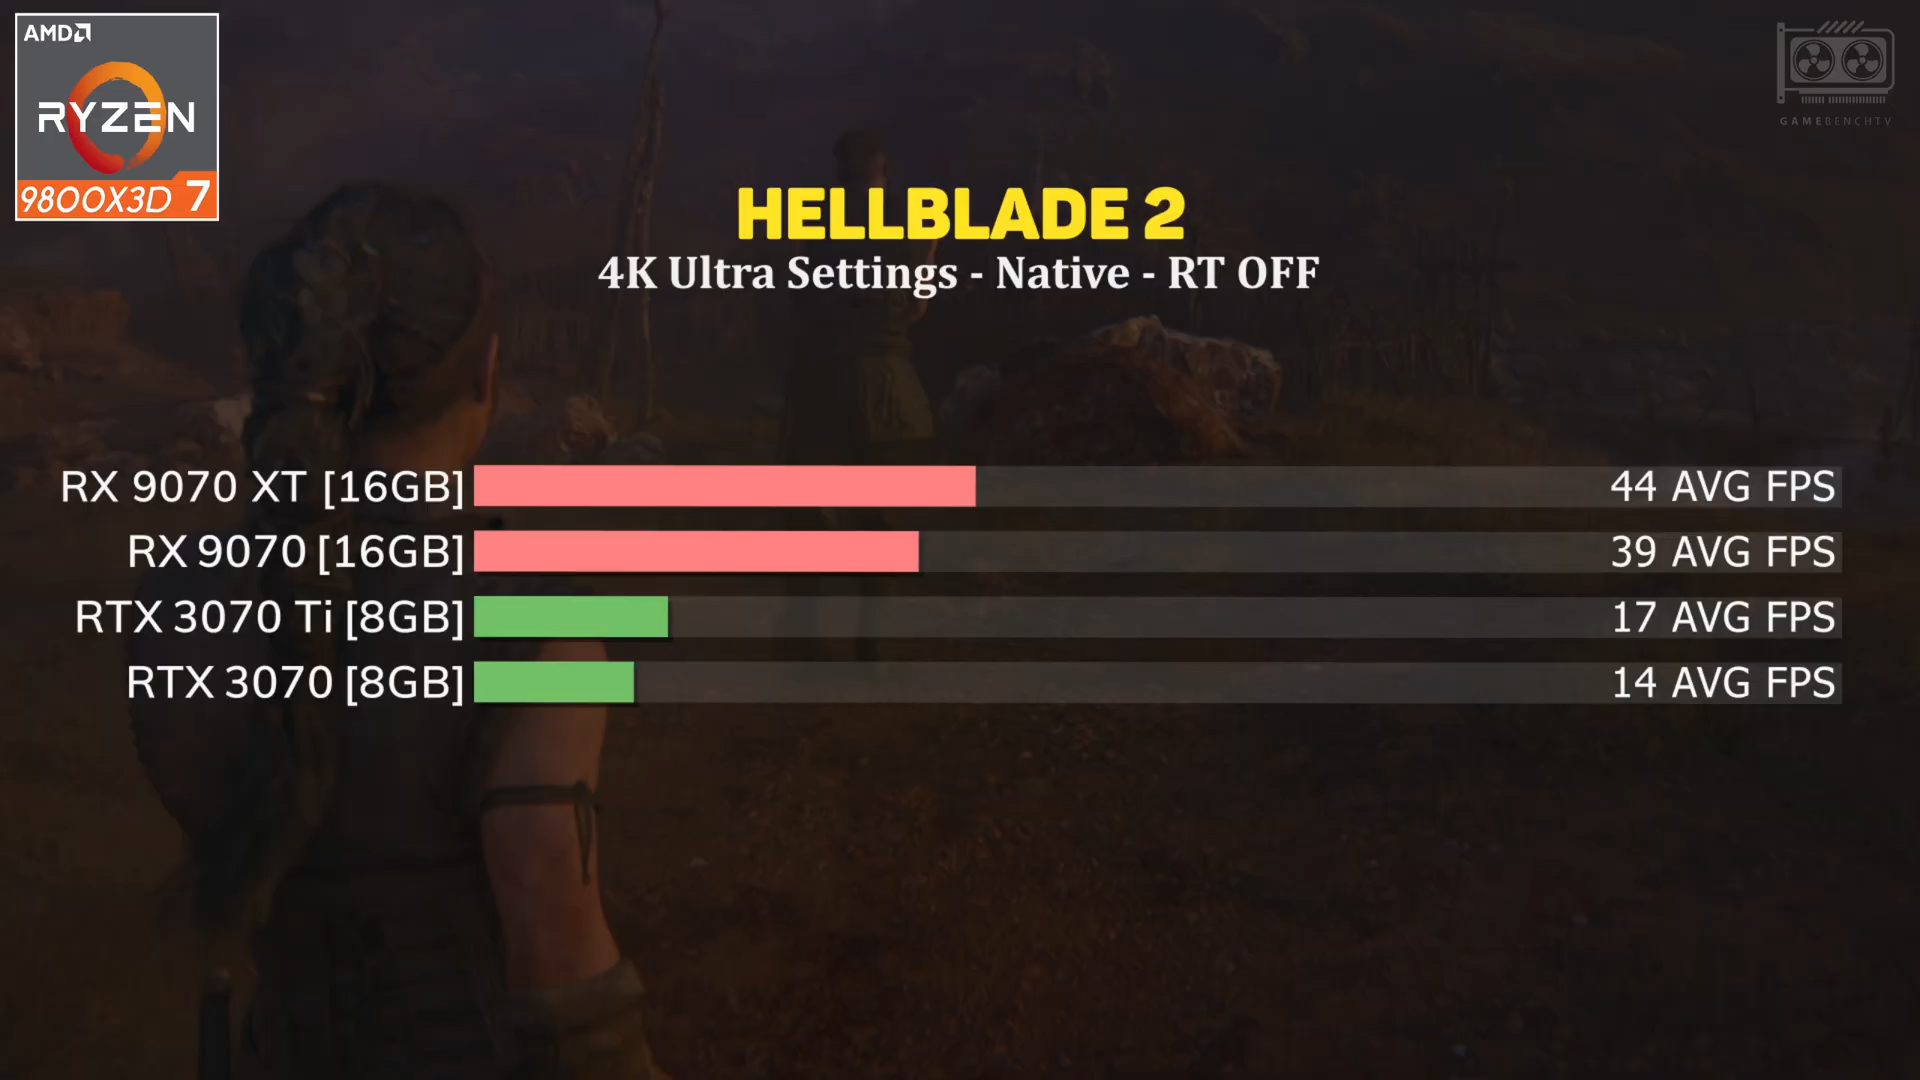 AMD
RYZEN
9800X3D 7
GAMEBENCHTV
HELLBLADE 2
4K Ultra Settings - Native - RT OFF
RX 9070 XT [16GB] 44 AVG FPS
RX 9070 [16GB] 39 AVG FPS
RTX 3070 Ti [8GB] 17 AVG FPS
RTX 3070 [8GB] 14 AVG FPS